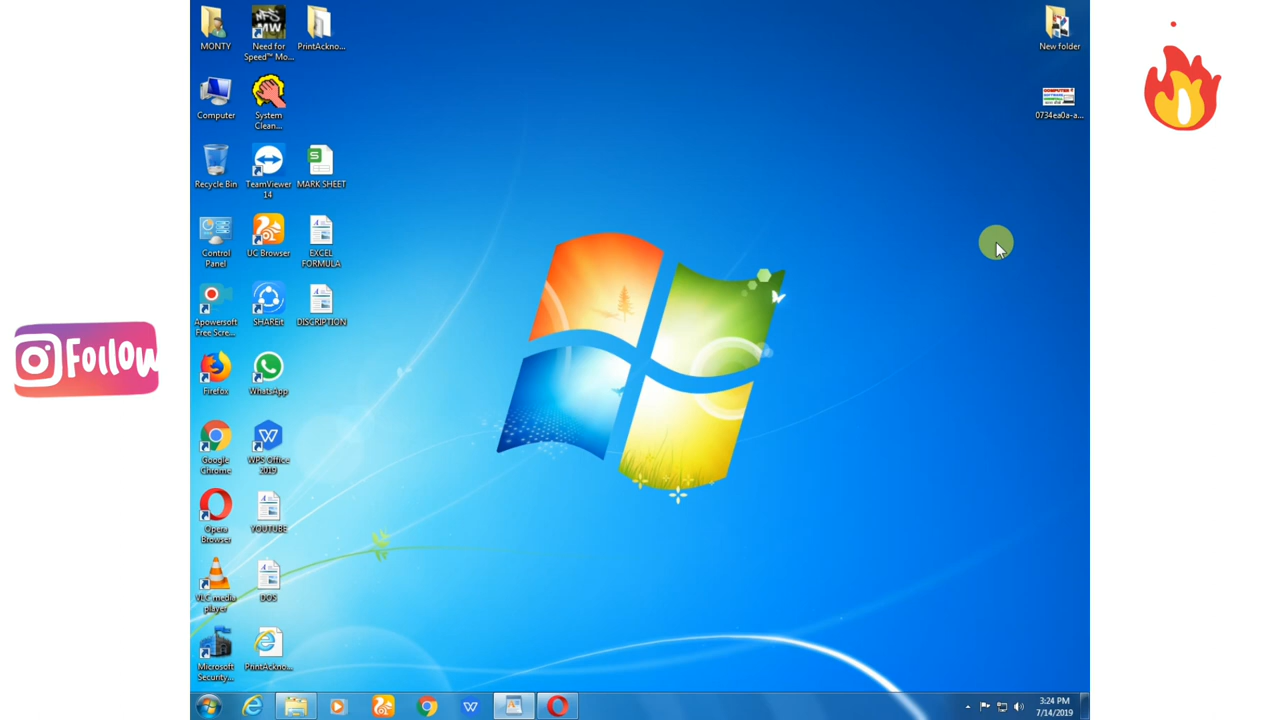 MONTY
Need for
Speed™ Mo...
PrintAckno...
New folder
Computer
System
Clean...
COMPUTER
0734ea0a-a...
Recycle Bin
TeamViewer
14
MARK SHEET
Control
Panel
UC Browser
EXCEL
FORMULA
Apowersoft
Free Scre...
SHAREit
DISCRIPTION
Follow
Firefox
WhatsApp
Google
Chrome
WPS Office
2019
Opera
Browser
YOUTUBE
VLC media
player
DOS
Microsoft
Security...
PrintAckno...
3:24 PM
7/14/2019